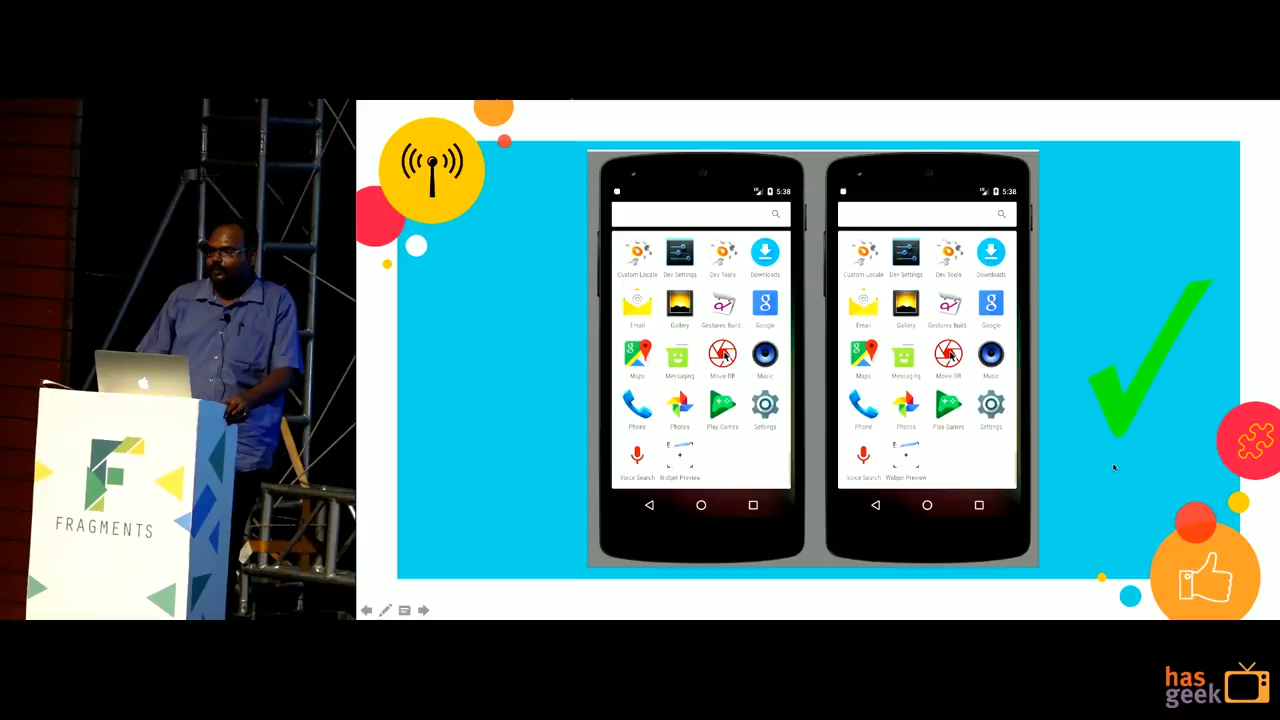 FRAGMENTS
5:38
Custom Locale
Dev Settings
Dev Tools
Downloads
Email
Gallery
Gestures Build..
Google
Maps
Messaging
Movie DB
Music
Phone
Photos
Play Games
Settings
Voice Search
Widget Preview
5:38
Custom Locale
Dev Settings
Dev Tools
Downloads
Email
Gallery
Gestures Build..
Google
Maps
Messaging
Movie DB
Music
Phone
Photos
Play Games
Settings
Voice Search
Widget Preview
has
geek